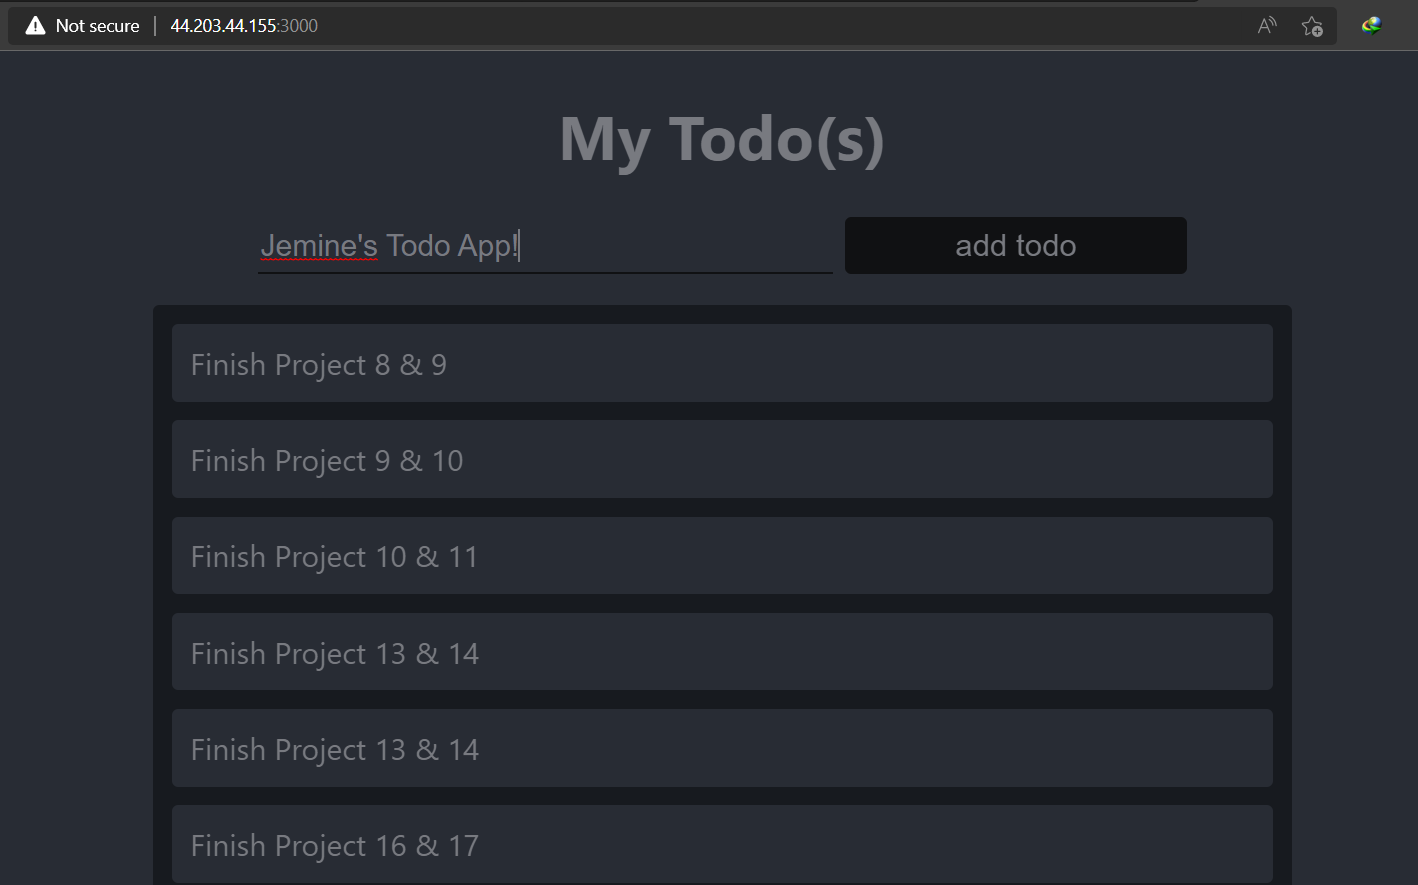 Not secure | 44.203.44.155:3000
My Todo(s)
Jemine's Todo App!
add todo
Finish Project 8 & 9
Finish Project 9 & 10
Finish Project 10 & 11
Finish Project 13 & 14
Finish Project 13 & 14
Finish Project 16 & 17